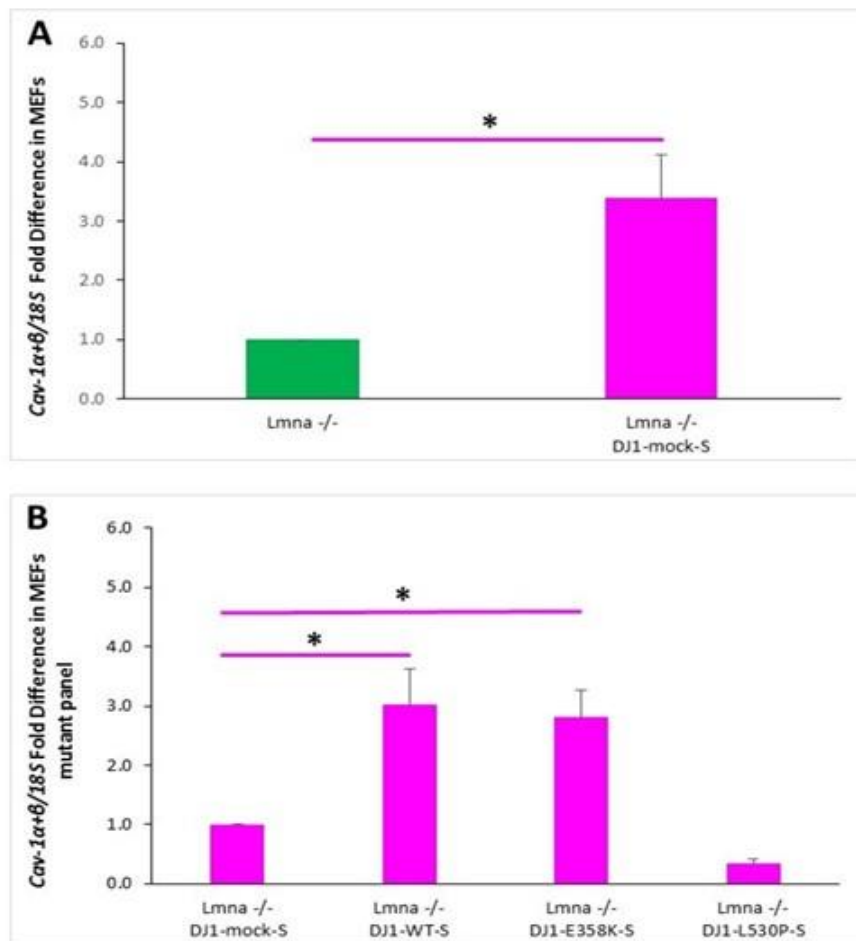 A
Cav-1α+β/18S Fold Difference in MEFs
6.0
5.0
4.0
3.0
2.0
1.0
0.0
*
Lmna -/-
Lmna -/-
DJ1-mock-S
B
Cav-1α+β/18S Fold Difference in MEFs
mutant panel
6.0
5.0
4.0
3.0
2.0
1.0
0.0
*
*
Lmna -/- Lmna -/- Lmna -/- Lmna -/-
DJ1-mock-S DJ1-WT-S DJ1-E358K-S DJ1-L530P-S